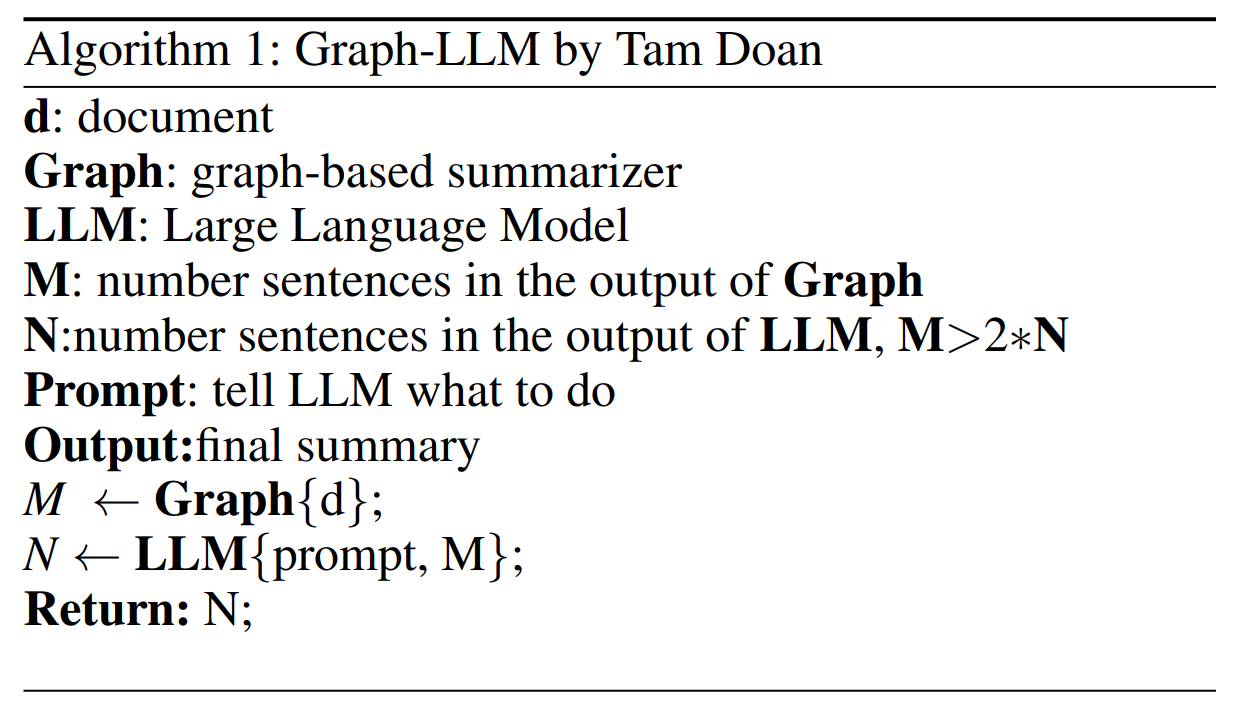 Algorithm 1: Graph-LLM by Tam Doan
d: document
Graph: graph-based summarizer
LLM: Large Language Model
M: number sentences in the output of Graph
N:number sentences in the output of LLM, M>2*N
Prompt: tell LLM what to do
Output:final summary
M ← Graph{d};
N ← LLM{prompt, M};
Return: N;